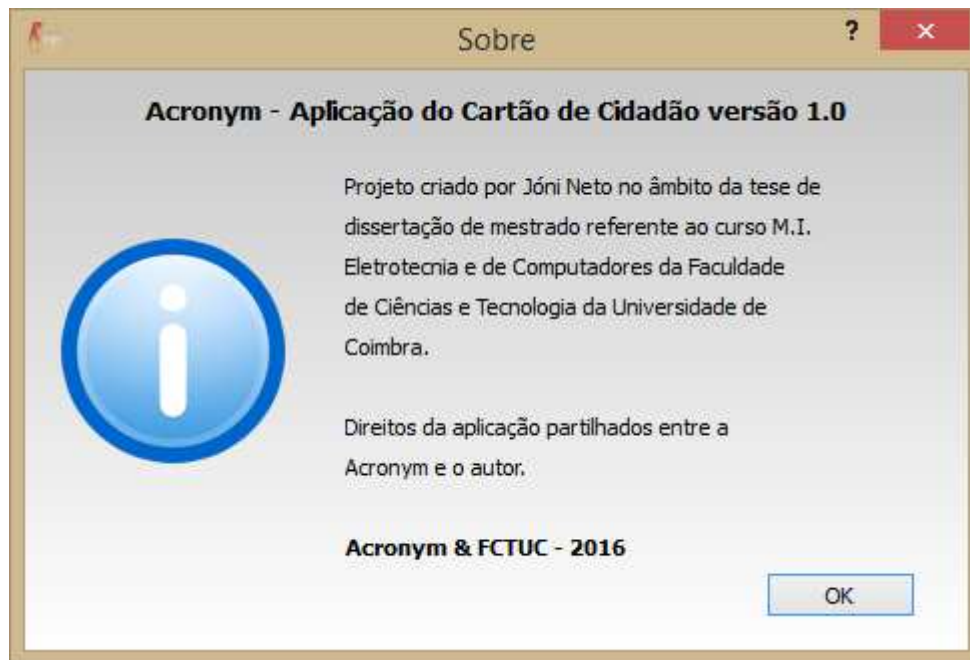 Sobre
?
Acronym - Aplicação do Cartão de Cidadão versão 1.0
Projeto criado por Jóni Neto no âmbito da tese de
dissertação de mestrado referente ao curso M.I.
Eletrotecnia e de Computadores da Faculdade
de Ciências e Tecnologia da Universidade de
Coimbra.
Direitos da aplicação partilhados entre a
Acronym e o autor.
Acronym & FCTUC - 2016
OK